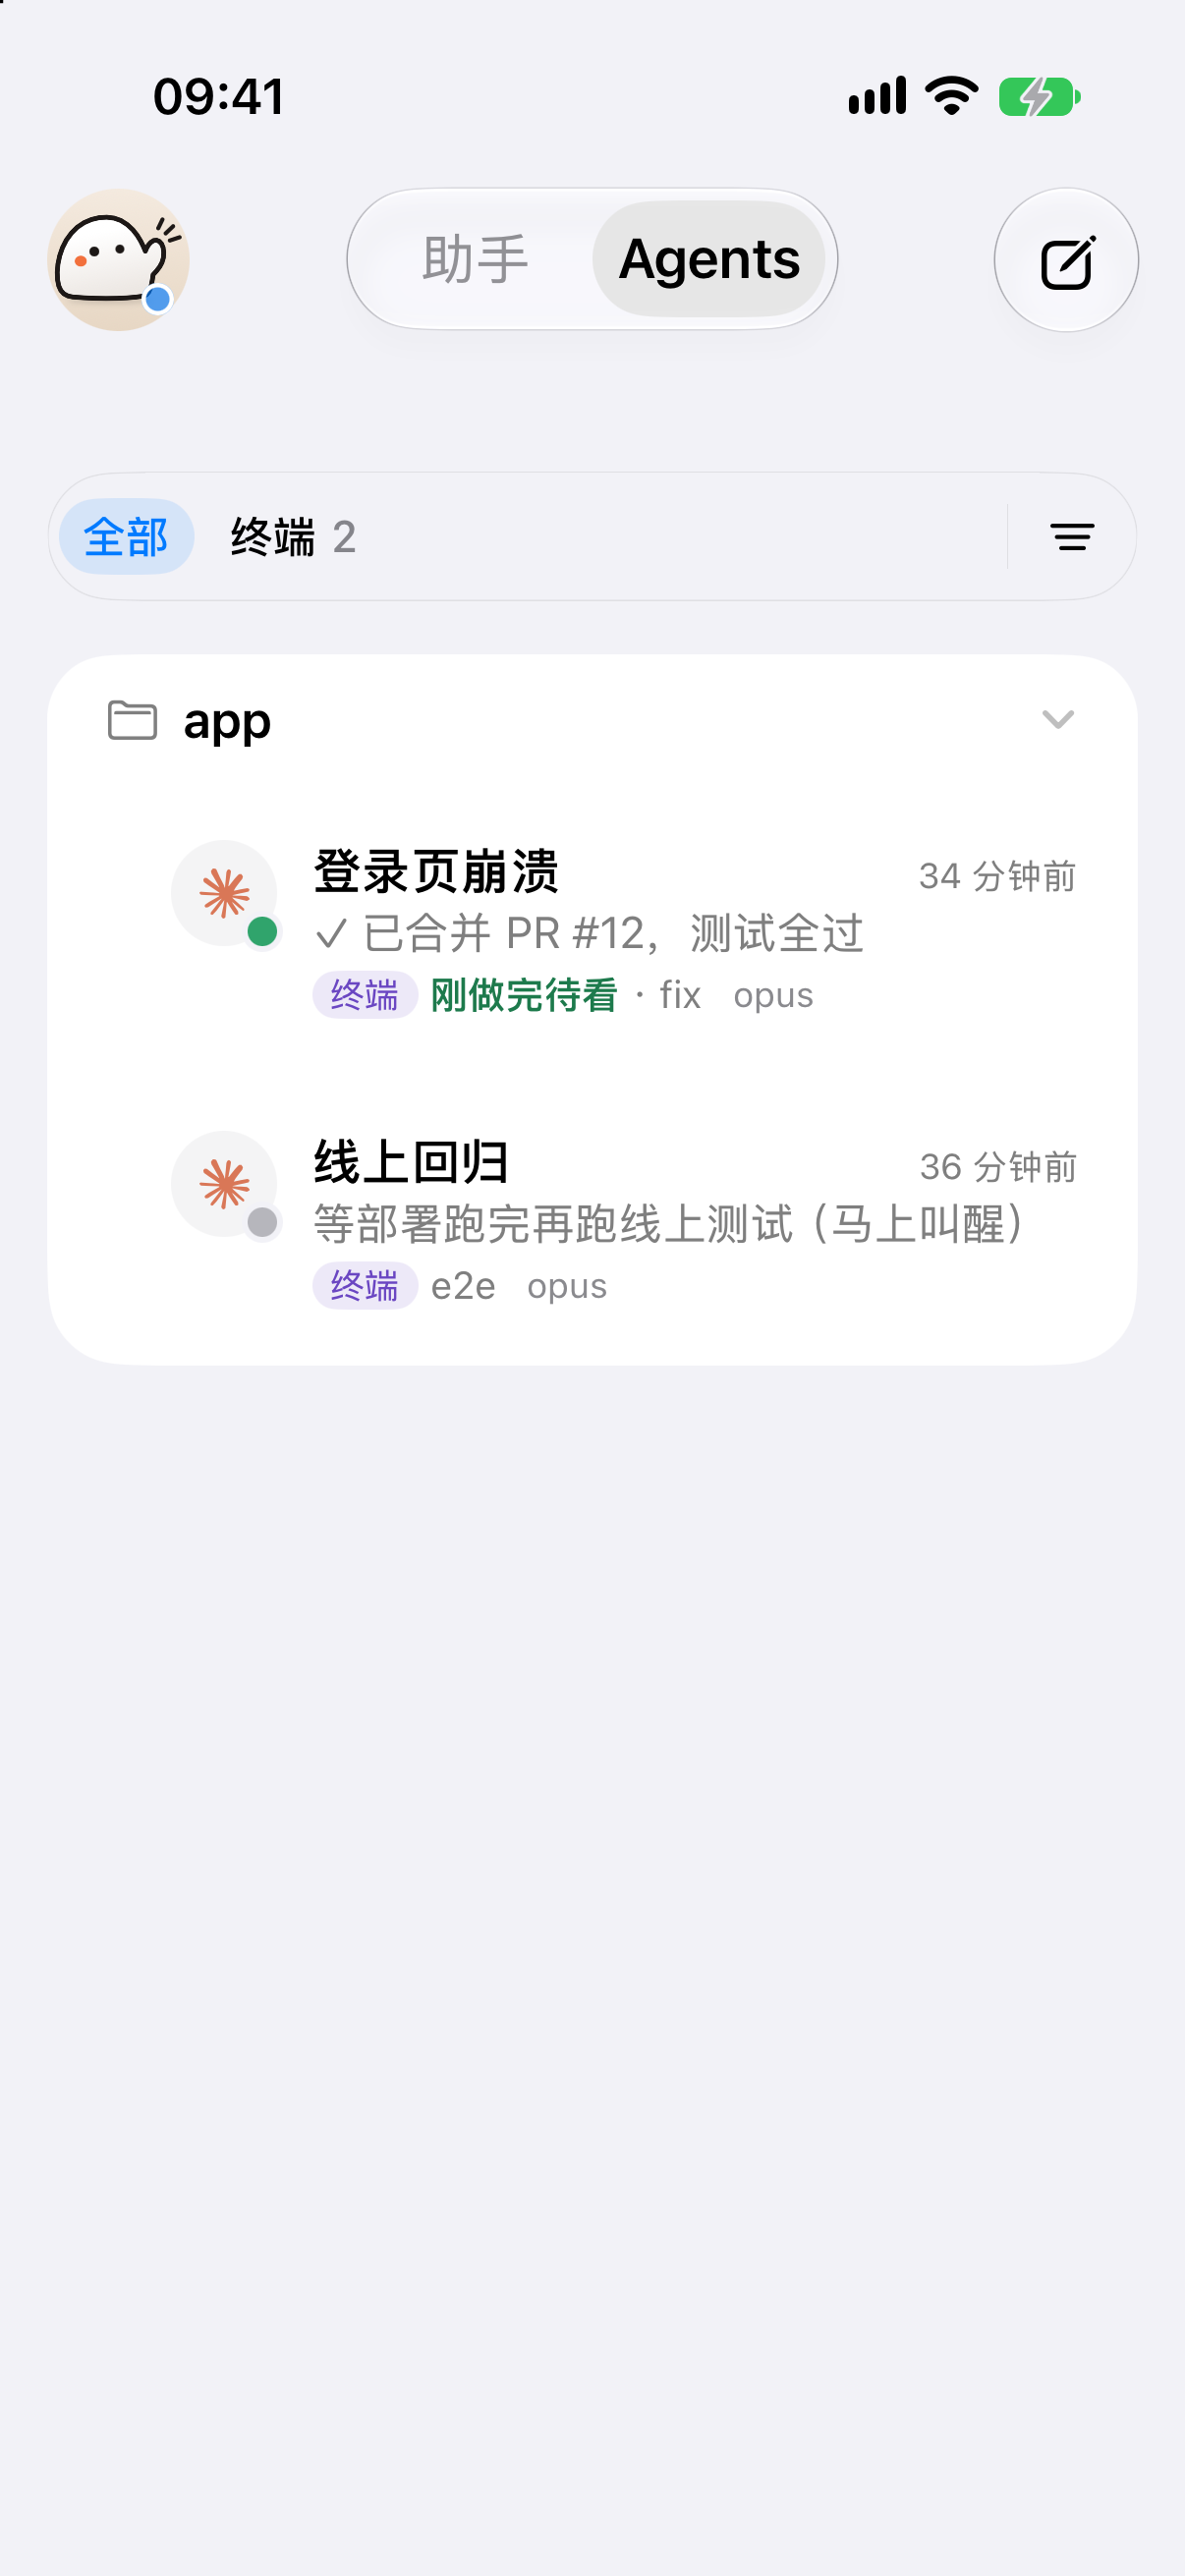 09:41
助手 Agents
全部 终端 2
app
登录页崩溃 34 分钟前
✓ 已合并 PR #12，测试全过
终端 刚做完待看 · fix opus
线上回归 36 分钟前
等部署跑完再跑线上测试（马上叫醒）
终端 e2e opus